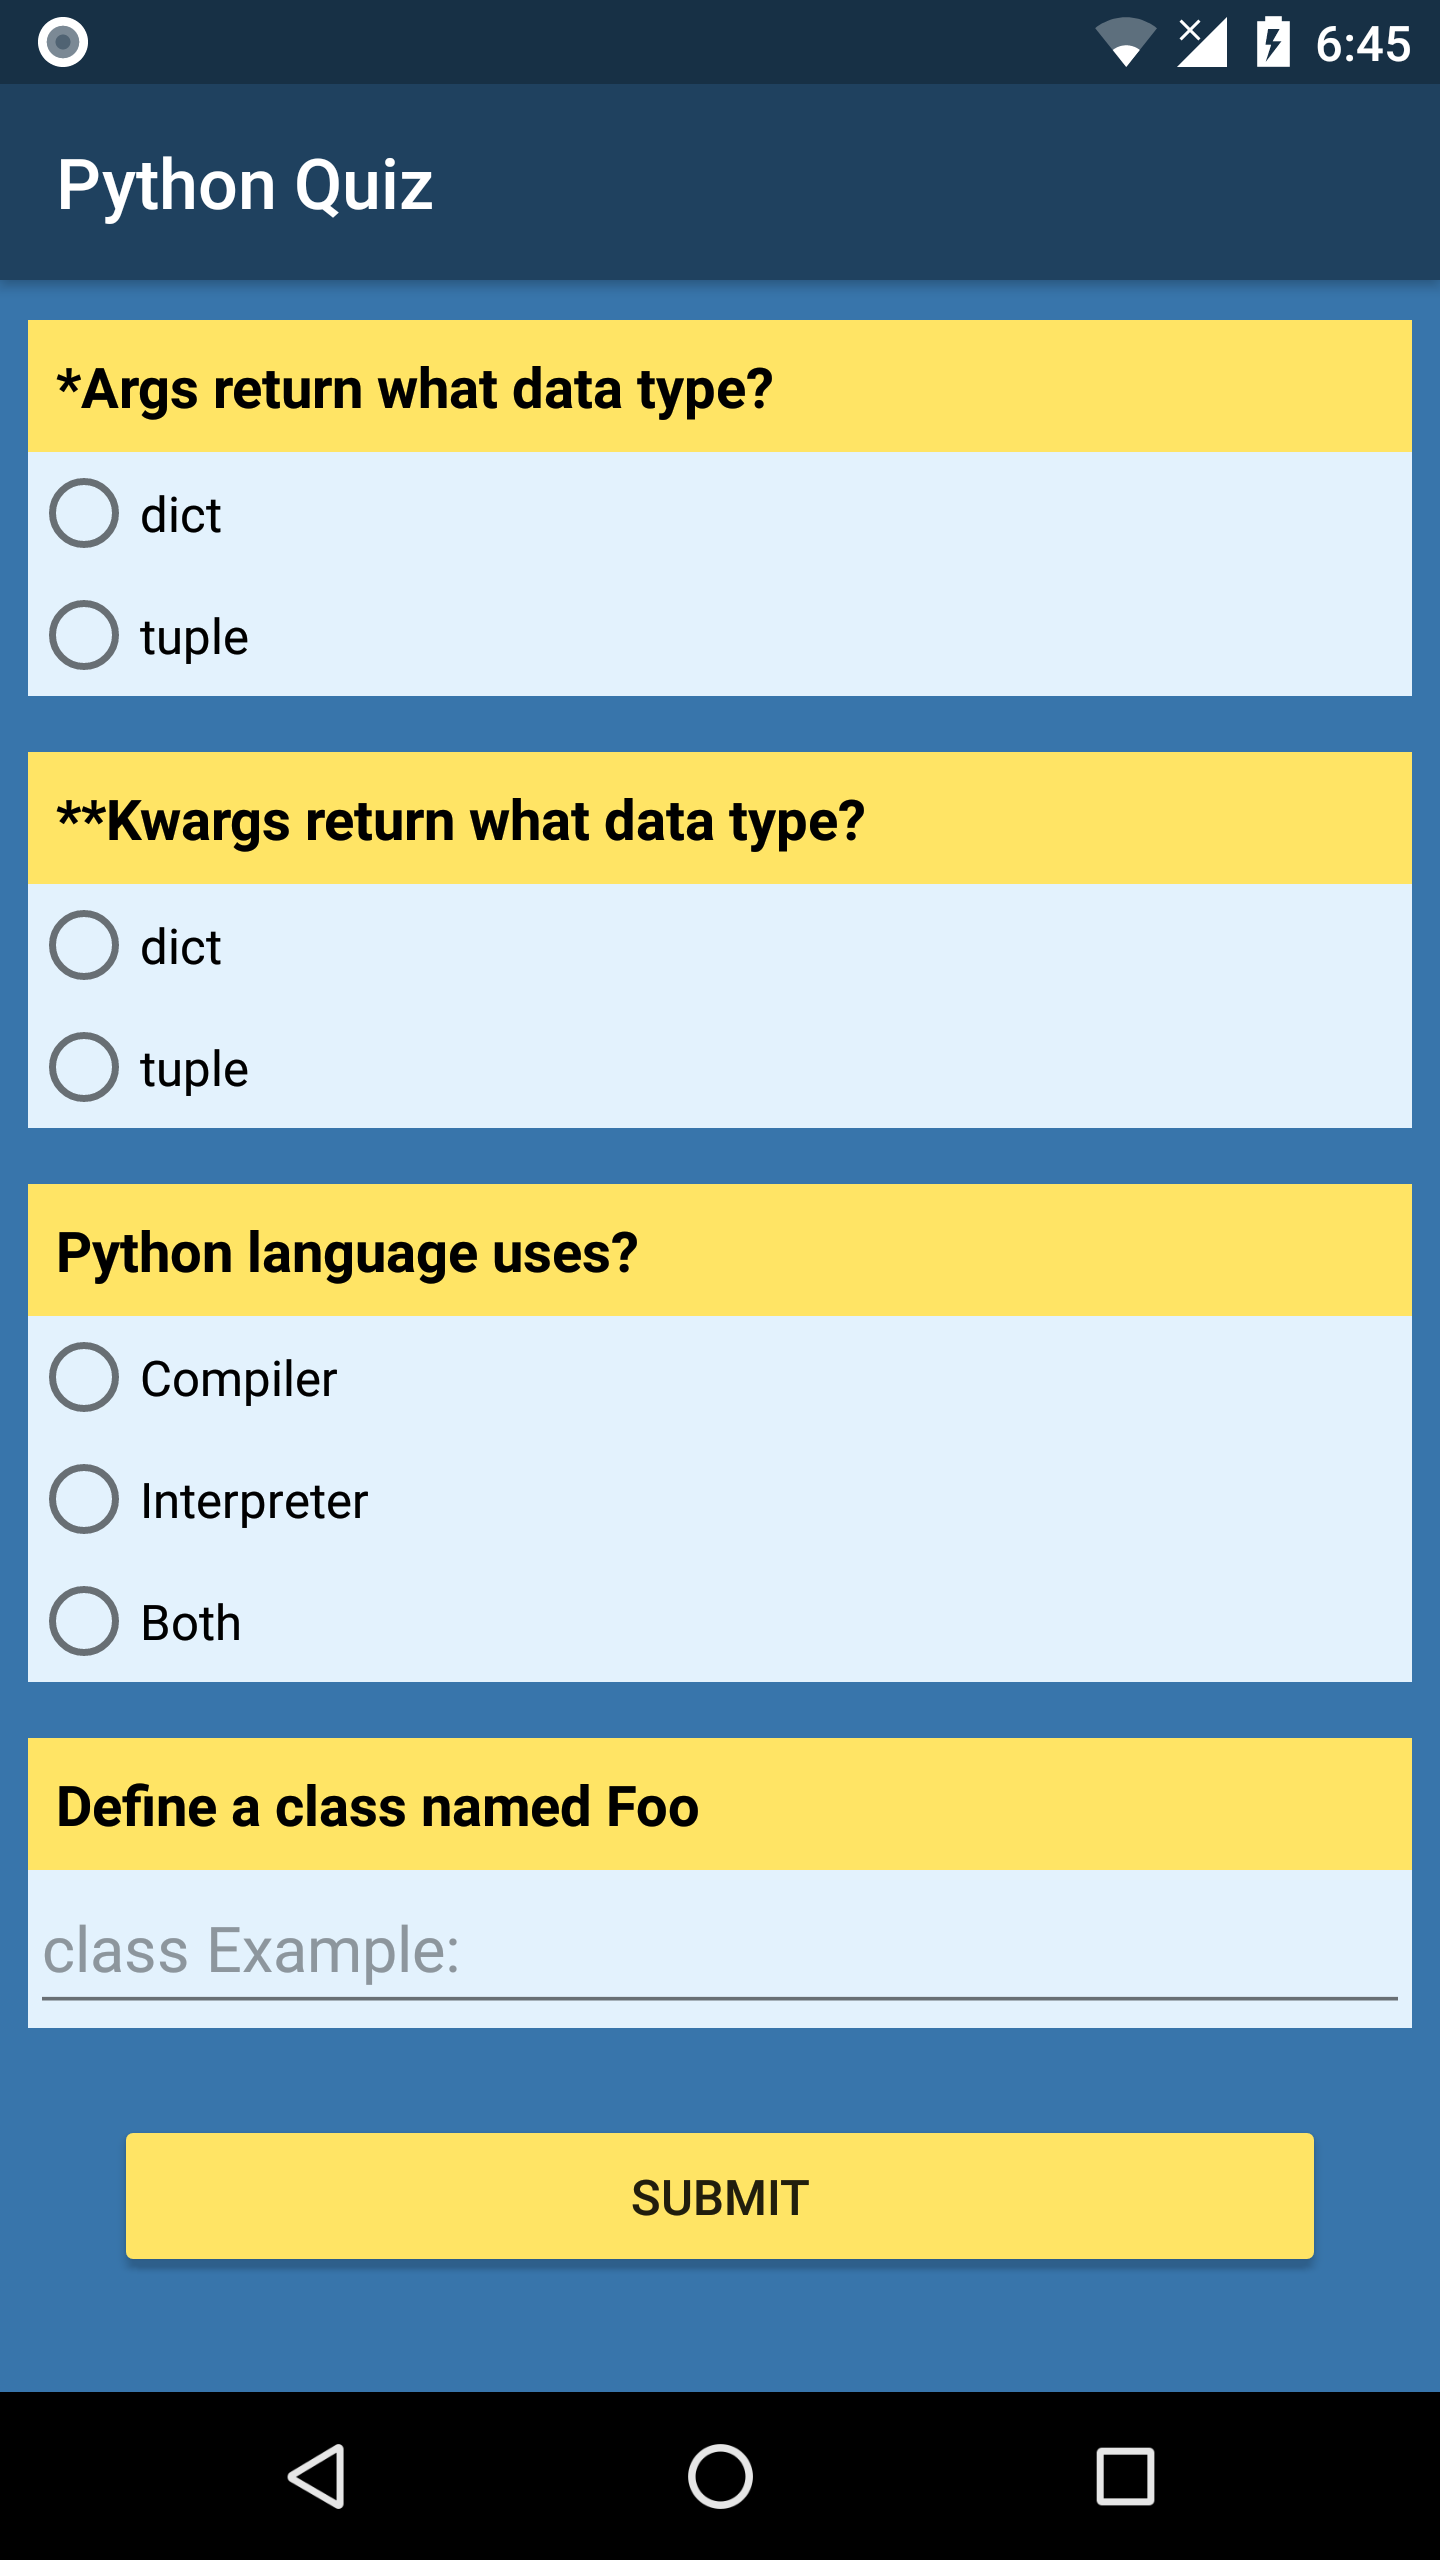 6:45
Python Quiz
*Args return what data type?
dict
tuple
**Kwargs return what data type?
dict
tuple
Python language uses?
Compiler
Interpreter
Both
Define a class named Foo
class Example:
SUBMIT